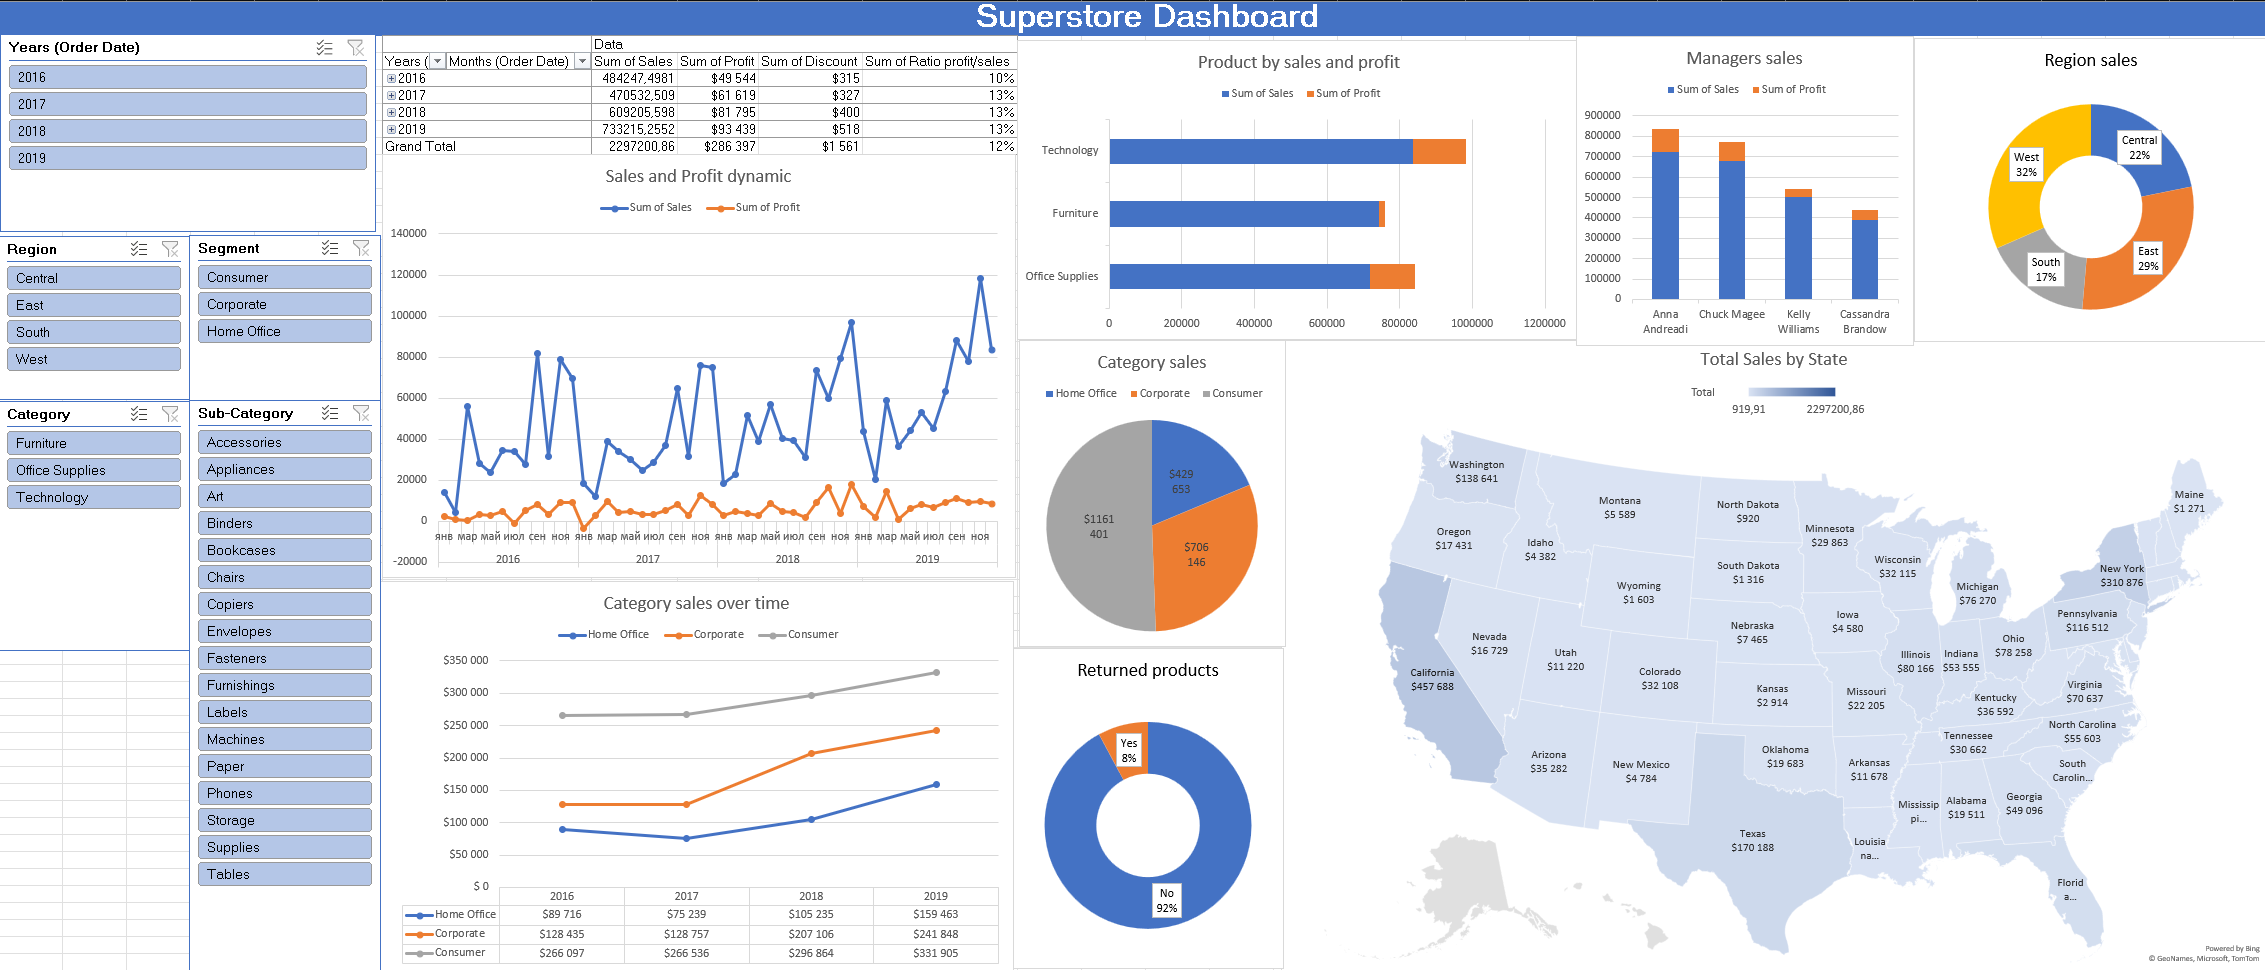 Superstore Dashboard
Years (Order Date)
2016
2017
2018
2019
Region
Central
East
South
West
Segment
Consumer
Corporate
Home Office
Category
Furniture
Office Supplies
Technology
Sub-Category
Accessories
Appliances
Art
Binders
Bookcases
Chairs
Copiers
Envelopes
Fasteners
Furnishings
Labels
Machines
Paper
Phones
Storage
Supplies
Tables
Data
Years ( Months (Order Date) Sum of Sales Sum of Profit Sum of Discount Sum of Ratio profit/sales
2016 484247,4981 $49 544 $315 10%
2017 470532,509 $61 619 $327 13%
2018 609205,598 $81 795 $400 13%
2019 733215,2552 $93 439 $518 13%
Grand Total 2297200,86 $286 397 $1 561 12%
Sales and Profit dynamic
Sum of Sales Sum of Profit
140000
120000
100000
80000
60000
40000
20000
0
-20000
янв мар май июл сен ноя янв мар май июл сен ноя янв мар май июл сен ноя янв мар май июл сен ноя
2016 2017 2018 2019
Category sales over time
Home Office Corporate Consumer
$350 000
$300 000
$250 000
$200 000
$150 000
$100 000
$50 000
$ 0
2016 2017 2018 2019
Home Office $89 716 $75 239 $105 235 $159 463
Corporate $128 435 $128 757 $207 106 $241 848
Consumer $266 097 $266 536 $296 864 $331 905
Product by sales and profit
Sum of Sales Sum of Profit
Technology
Furniture
Office Supplies
0 200000 400000 600000 800000 1000000 1200000
Managers sales
Sum of Sales Sum of Profit
900000
800000
700000
600000
500000
400000
300000
200000
100000
0
Anna
Andreadi
Chuck Magee
Kelly
Williams
Cassandra
Brandow
Region sales
Central
22%
West
32%
East
29%
South
17%
Category sales
Home Office Corporate Consumer
$429
653
$1161
401
$706
146
Returned products
Yes
8%
No
92%
Total Sales by State
Total
919,91 2297200,86
Washington
$138 641
Montana
$5 589
North Dakota
$920
Minnesota
$29 863
Maine
$1 271
Oregon
$17 431
Idaho
$4 382
South Dakota
$1 316
Wisconsin
$32 115
Michigan
$76 270
New York
$310 876
Wyoming
$1 603
Nebraska
$7 465
Iowa
$4 580
Pennsylvania
$116 512
Nevada
$16 729
Utah
$11 220
Colorado
$32 108
Illinois
$80 166
Indiana
$53 555
Ohio
$78 258
California
$457 688
Kansas
$2 914
Missouri
$22 205
Kentucky
$36 592
Virginia
$70 637
Arizona
$35 282
New Mexico
$4 784
Oklahoma
$19 683
Arkansas
$11 678
Tennessee
$30 662
North Carolina
$55 603
South
Carolin...
Mississip
pi...
Alabama
$19 511
Georgia
$49 096
Texas
$170 188
Louisia
na...
Florid
a...
Powered by Bing
© GeoNames, Microsoft, TomTom